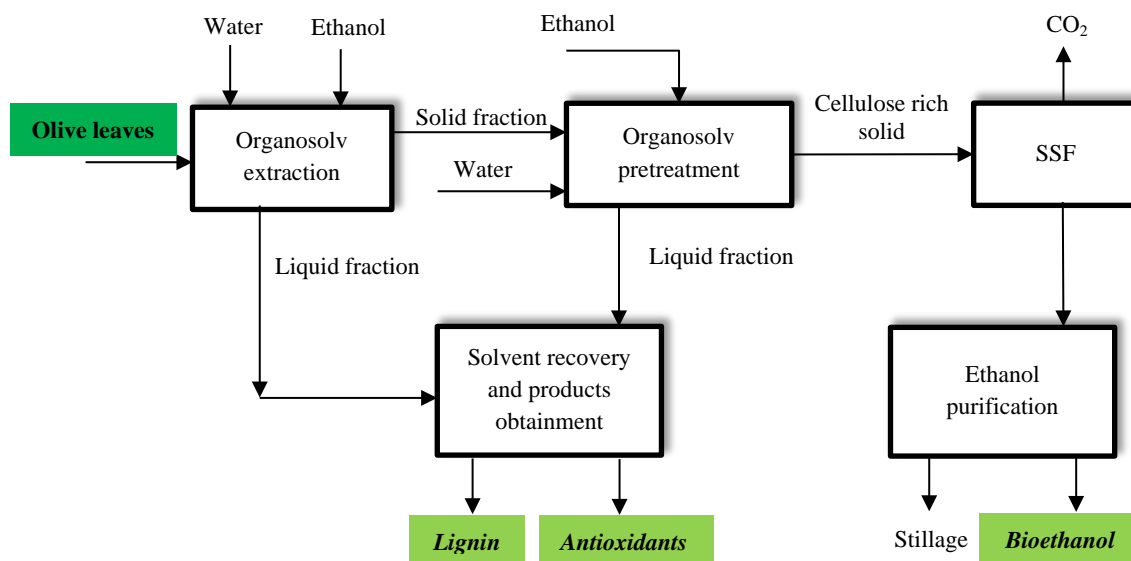 Water
Ethanol
Ethanol
CO₂
Olive leaves
Organosolv
extraction
Solid fraction
Water
Organosolv
pretreatment
Cellulose rich
solid
SSF
Liquid fraction
Liquid fraction
Solvent recovery
and products
obtainment
Ethanol
purification
Lignin
Antioxidants
Stillage
Bioethanol